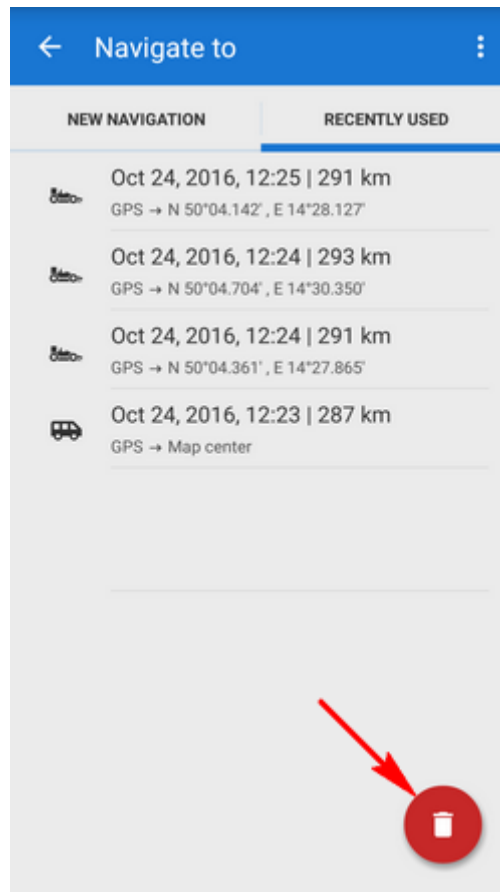 Navigate to
NEW NAVIGATION
RECENTLY USED
Oct 24, 2016, 12:25 | 291 km
GPS → N 50°04.142' , E 14°28.127'
Oct 24, 2016, 12:24 | 293 km
GPS → N 50°04.704' , E 14°30.350'
Oct 24, 2016, 12:24 | 291 km
GPS → N 50°04.361' , E 14°27.865'
Oct 24, 2016, 12:23 | 287 km
GPS → Map center